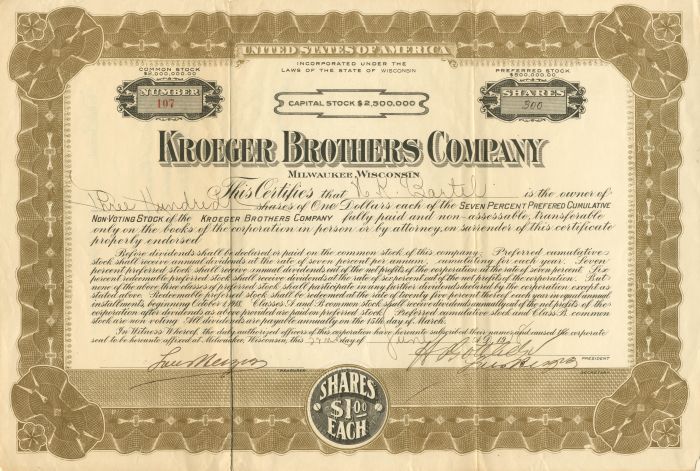 UNITED STATES OF AMERICA
INCORPORATED UNDER THE
LAWS OF THE STATE OF WISCONSIN
COMMON STOCK
$2,000,000.00
PREFERRED STOCK
$500,000.00
NUMBER
107
CAPITAL STOCK $2,500,000
SHARES
300
KROEGER BROTHERS COMPANY
MILWAUKEE, WISCONSIN
This Certifies that Bartel is the owner of
Three Hundred shares of One Dollars each of the SEVEN PERCENT PREFERED CUMULATIVE
NON-VOTING STOCK of the KROEGER BROTHERS COMPANY fully paid and non-assessable, transferable
only on the books of the corporation in person or by attorney, on surrender of this certificate
properly endorsed
Before dividends shall be declared or paid on the common stock of this company; Preferred cumulative
stock shall receive annual dividends at the rate of seven percent per annum, cumulating for each year. Seven
percent preferred stock shall receive annual dividends out of the net profits of the corporation at the rate of seven percent. Six
percent redeemable preferred stock shall receive dividends at the rate of six percent out of the net profits of the corporation. But
none of the above three classes of preferred stock shall participate in any further dividends declared by the corporation except as
stated above. Redeemable preferred stock shall be redeemed at the rate of twenty five percent thereof each year in equal annual
installments, beginning October 1, Classes A and B common stock shall receive dividends annually out of the net profits of the
corporation after dividends as above provided are paid on preferred stock. Preferred cumulative stock and Class B. common
stock are non voting. All dividends are payable annually on the 15th day of March.
In Witness Whereof, the duly authorized officers of this corporation have hereunto subscribed their names and caused the corporate
seal to be hereunto affixed at Milwaukee, Wisconsin, this day of 19
PRESIDENT
TREASURER
SECRETARY
SHARES
$1.00
EACH